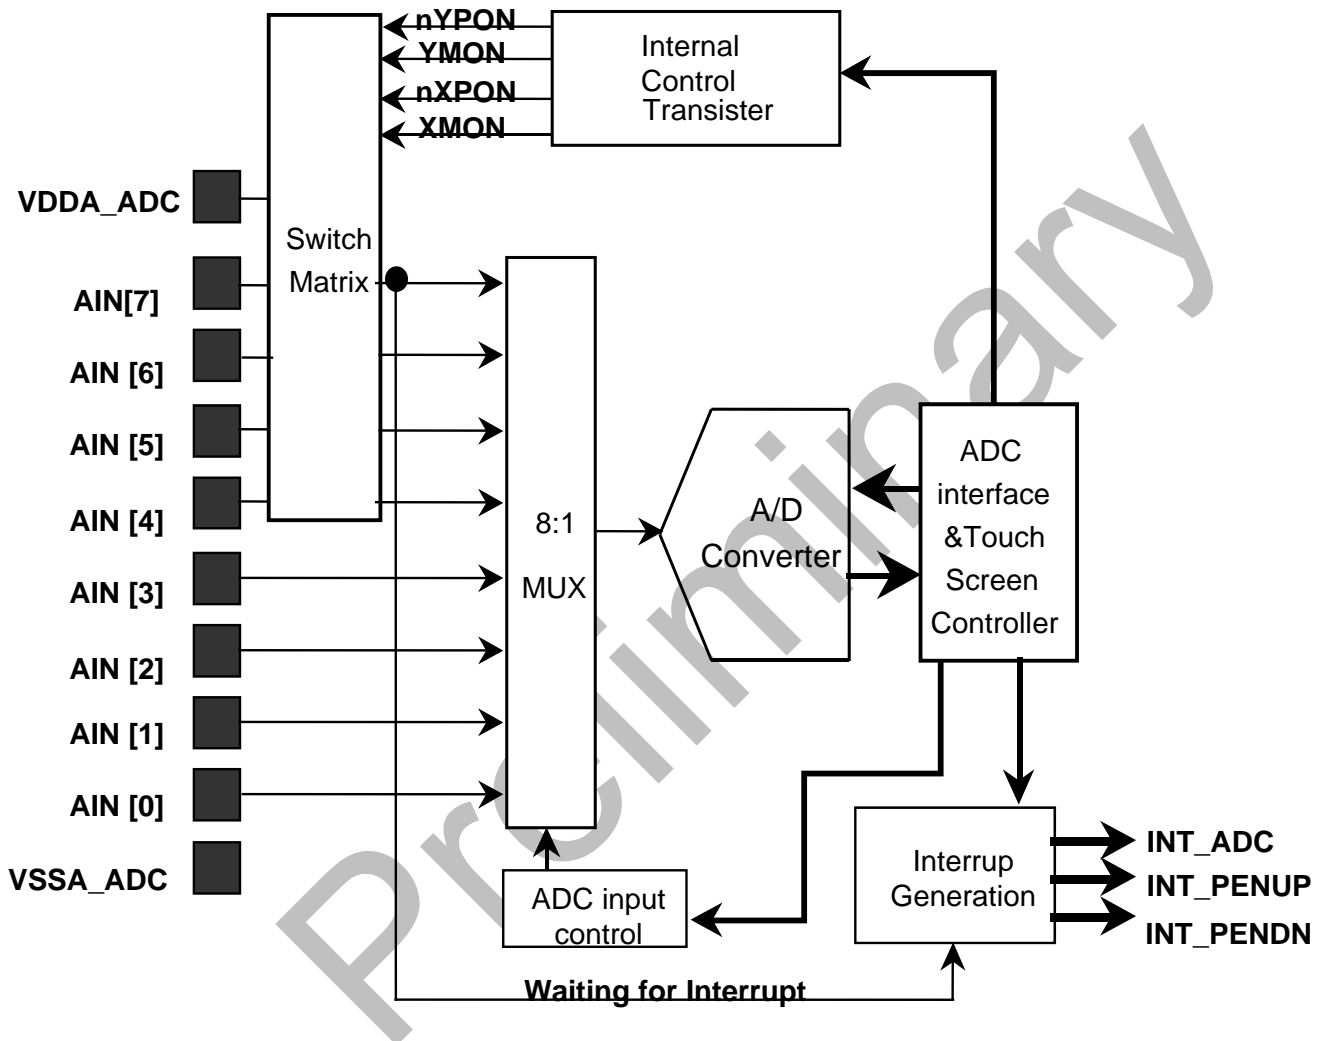 nYPON
YMON
nXPON
XMON
Internal
Control
Transister
VDDA_ADC
AIN[7]
AIN [6]
AIN [5]
AIN [4]
AIN [3]
AIN [2]
AIN [1]
AIN [0]
VSSA_ADC
Switch
Matrix
8:1
MUX
A/D
Converter
ADC
interface
&Touch
Screen
Controller
ADC input
control
Interrup
Generation
INT_ADC
INT_PENUP
INT_PENDN
Waiting for Interrupt
Preliminary